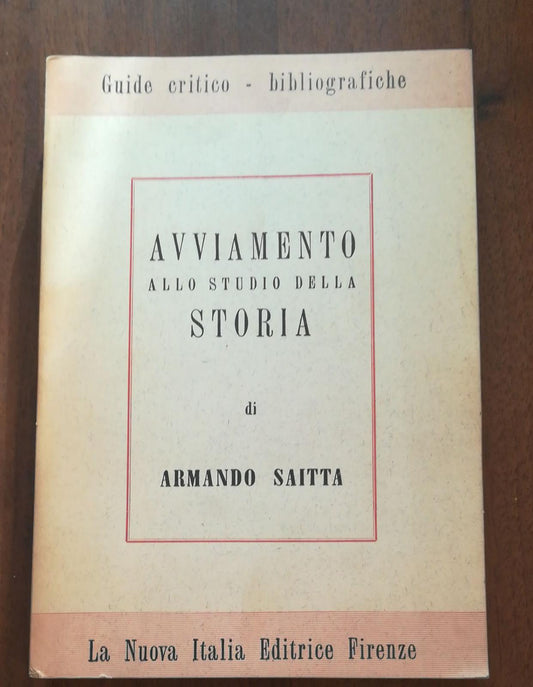 Guide critico - bibliografiche
AVVIAMENTO
ALLO STUDIO DELLA
STORIA
di
ARMANDO SAITTA
La Nuova Italia Editrice Firenze